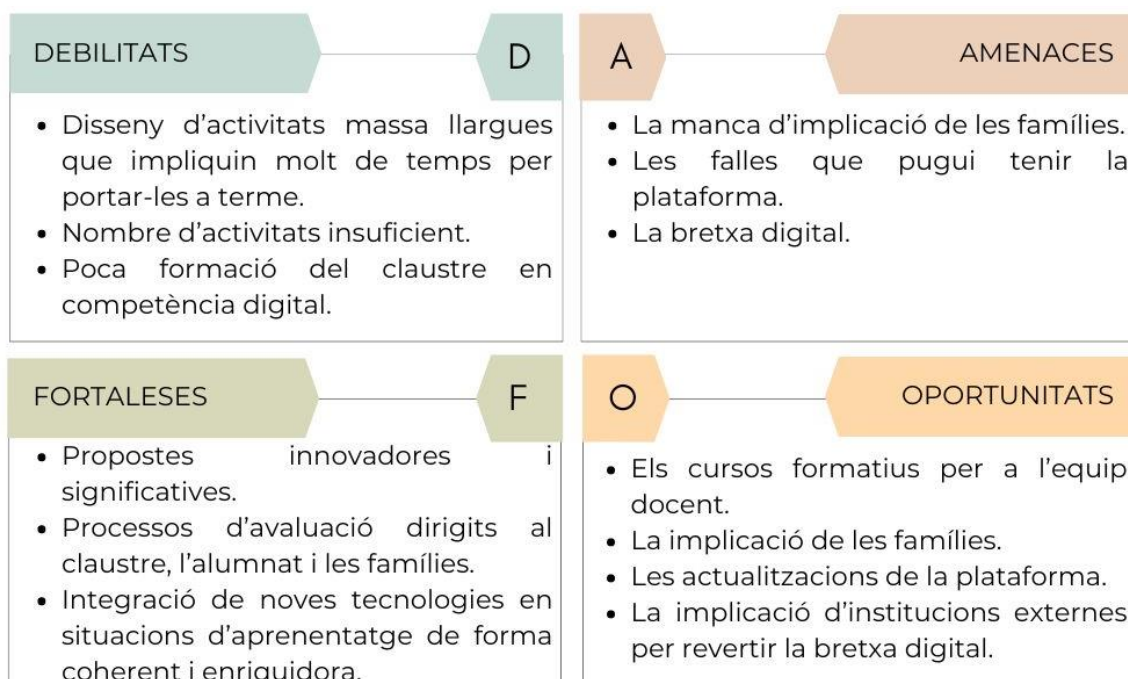 DEBILITATS
D
• Disseny d'activitats massa llargues
que impliquin molt de temps per
portar-les a terme.
• Nombre d'activitats insuficient.
• Poca formació del claustre en
competència digital.
A
AMENACES
• La manca d'implicació de les famílies.
• Les falles que pugui tenir la
plataforma.
• La bretxa digital.
FORTALESES
F
• Propostes innovadores i
significatives.
• Processos d'avaluació dirigits al
claustre, l'alumnat i les famílies.
• Integració de noves tecnologies en
situacions d'aprenentatge de forma
coherent i enriquidora.
O
OPORTUNITATS
• Els cursos formatius per a l'equip
docent.
• La implicació de les famílies.
• Les actualitzacions de la plataforma.
• La implicació d'institucions externes
per revertir la bretxa digital.